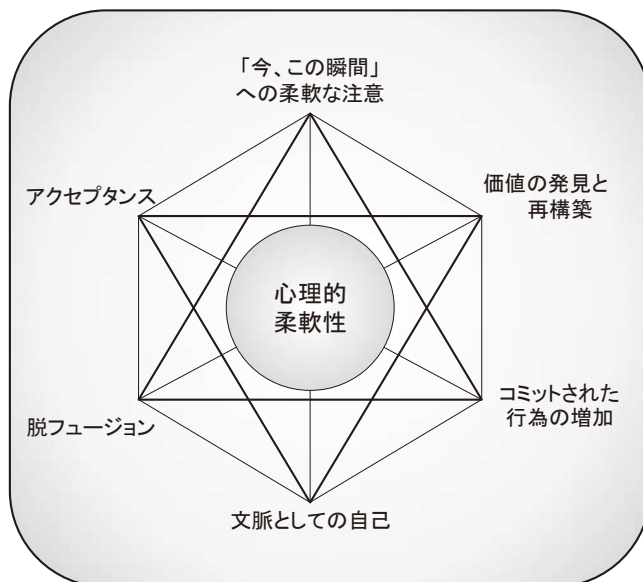 「今、この瞬間」
への柔軟な注意
アクセプタンス
価値の発見と
再構築
心理的
柔軟性
脱フュージョン
コミットされた
行為の増加
文脈としての自己